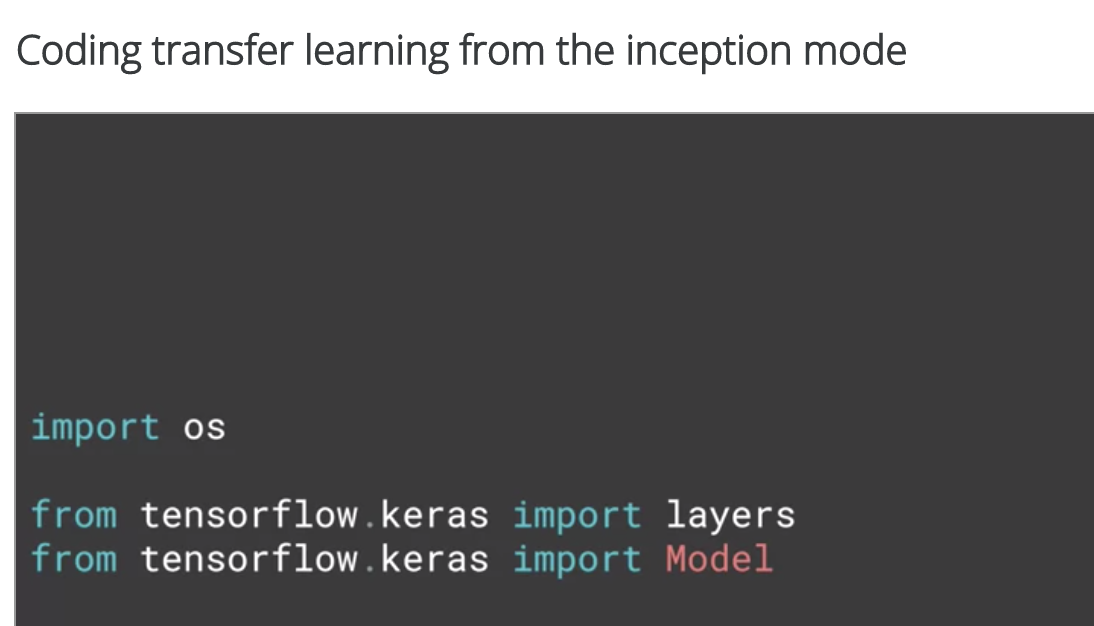 Coding transfer learning from the inception mode
import os
from tensorflow.keras import layers
from tensorflow.keras import Model